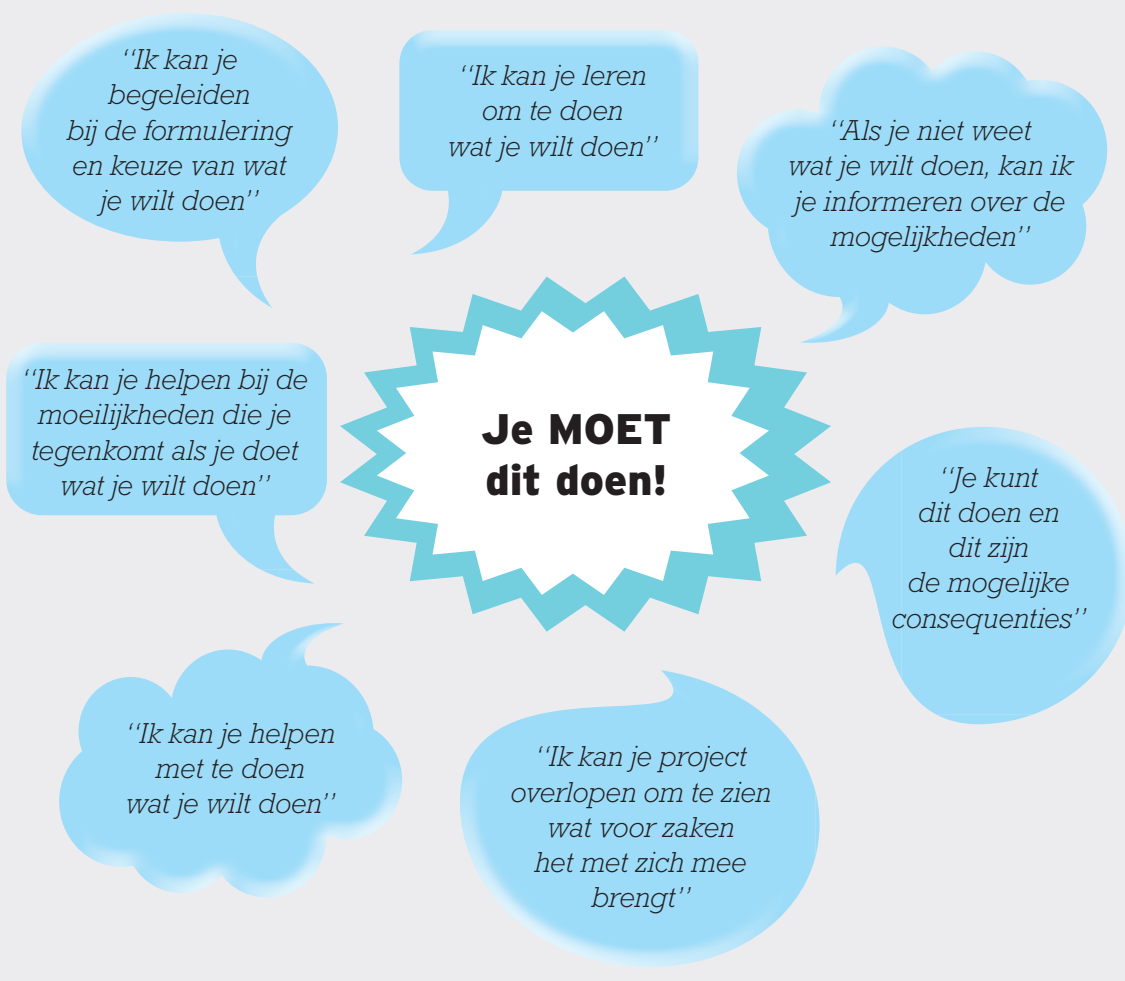 "Ik kan je
begeleiden
bij de formulering
en keuze van wat
je wilt doen"
"Ik kan je leren
om te doen
wat je wilt doen"
"Als je niet weet
wat je wilt doen, kan ik
je informeren over de
mogelijkheden"
"Ik kan je helpen bij de
moeilijkheden die je
tegenkomt als je doet
wat je wilt doen"
Je MOET
dit doen!
"Je kunt
dit doen en
dit zijn
de mogelijke
consequenties"
"Ik kan je helpen
met te doen
wat je wilt doen"
"Ik kan je project
overlopen om te zien
wat voor zaken
het met zich mee
brengt"